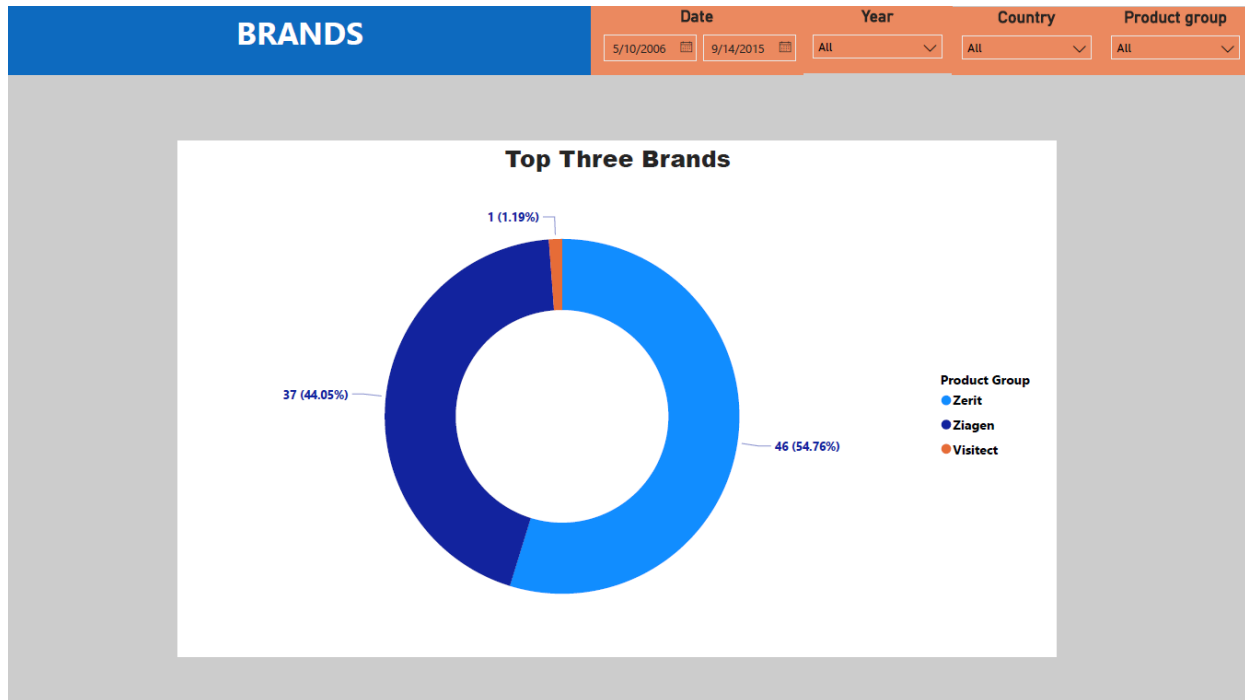 BRANDS
Date Year Country Product group
5/10/2006 9/14/2015 All All All
Top Three Brands
1 (1.19%)
37 (44.05%)
46 (54.76%)
Product Group
Zerit
Ziagen
Visitect